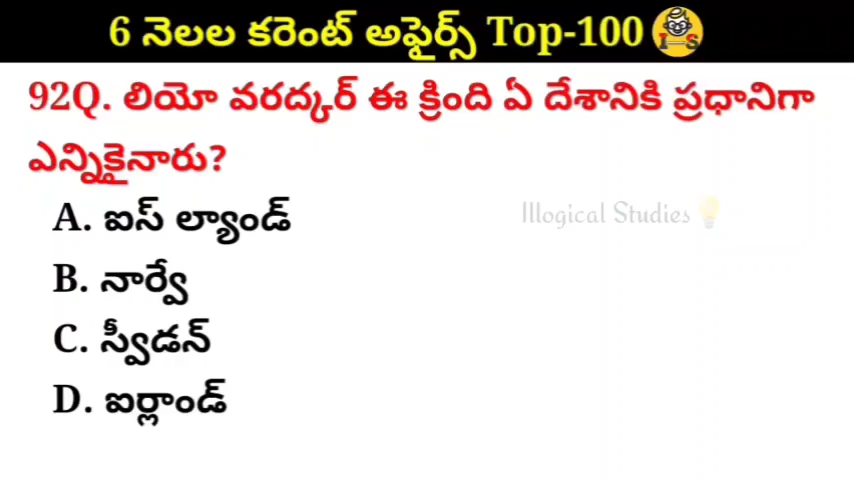 6 నెలల కరెంట్ అఫైర్స్ Top-100
I S
92Q. లియో వరద్కర్ ఈ క్రింది ఏ దేశానికి ప్రధానిగా
ఎన్నికైనారు?
A. ఐస్ ల్యాండ్
Illogical Studies
B. నార్వే
C. స్వీడన్
D. ఐర్లాండ్